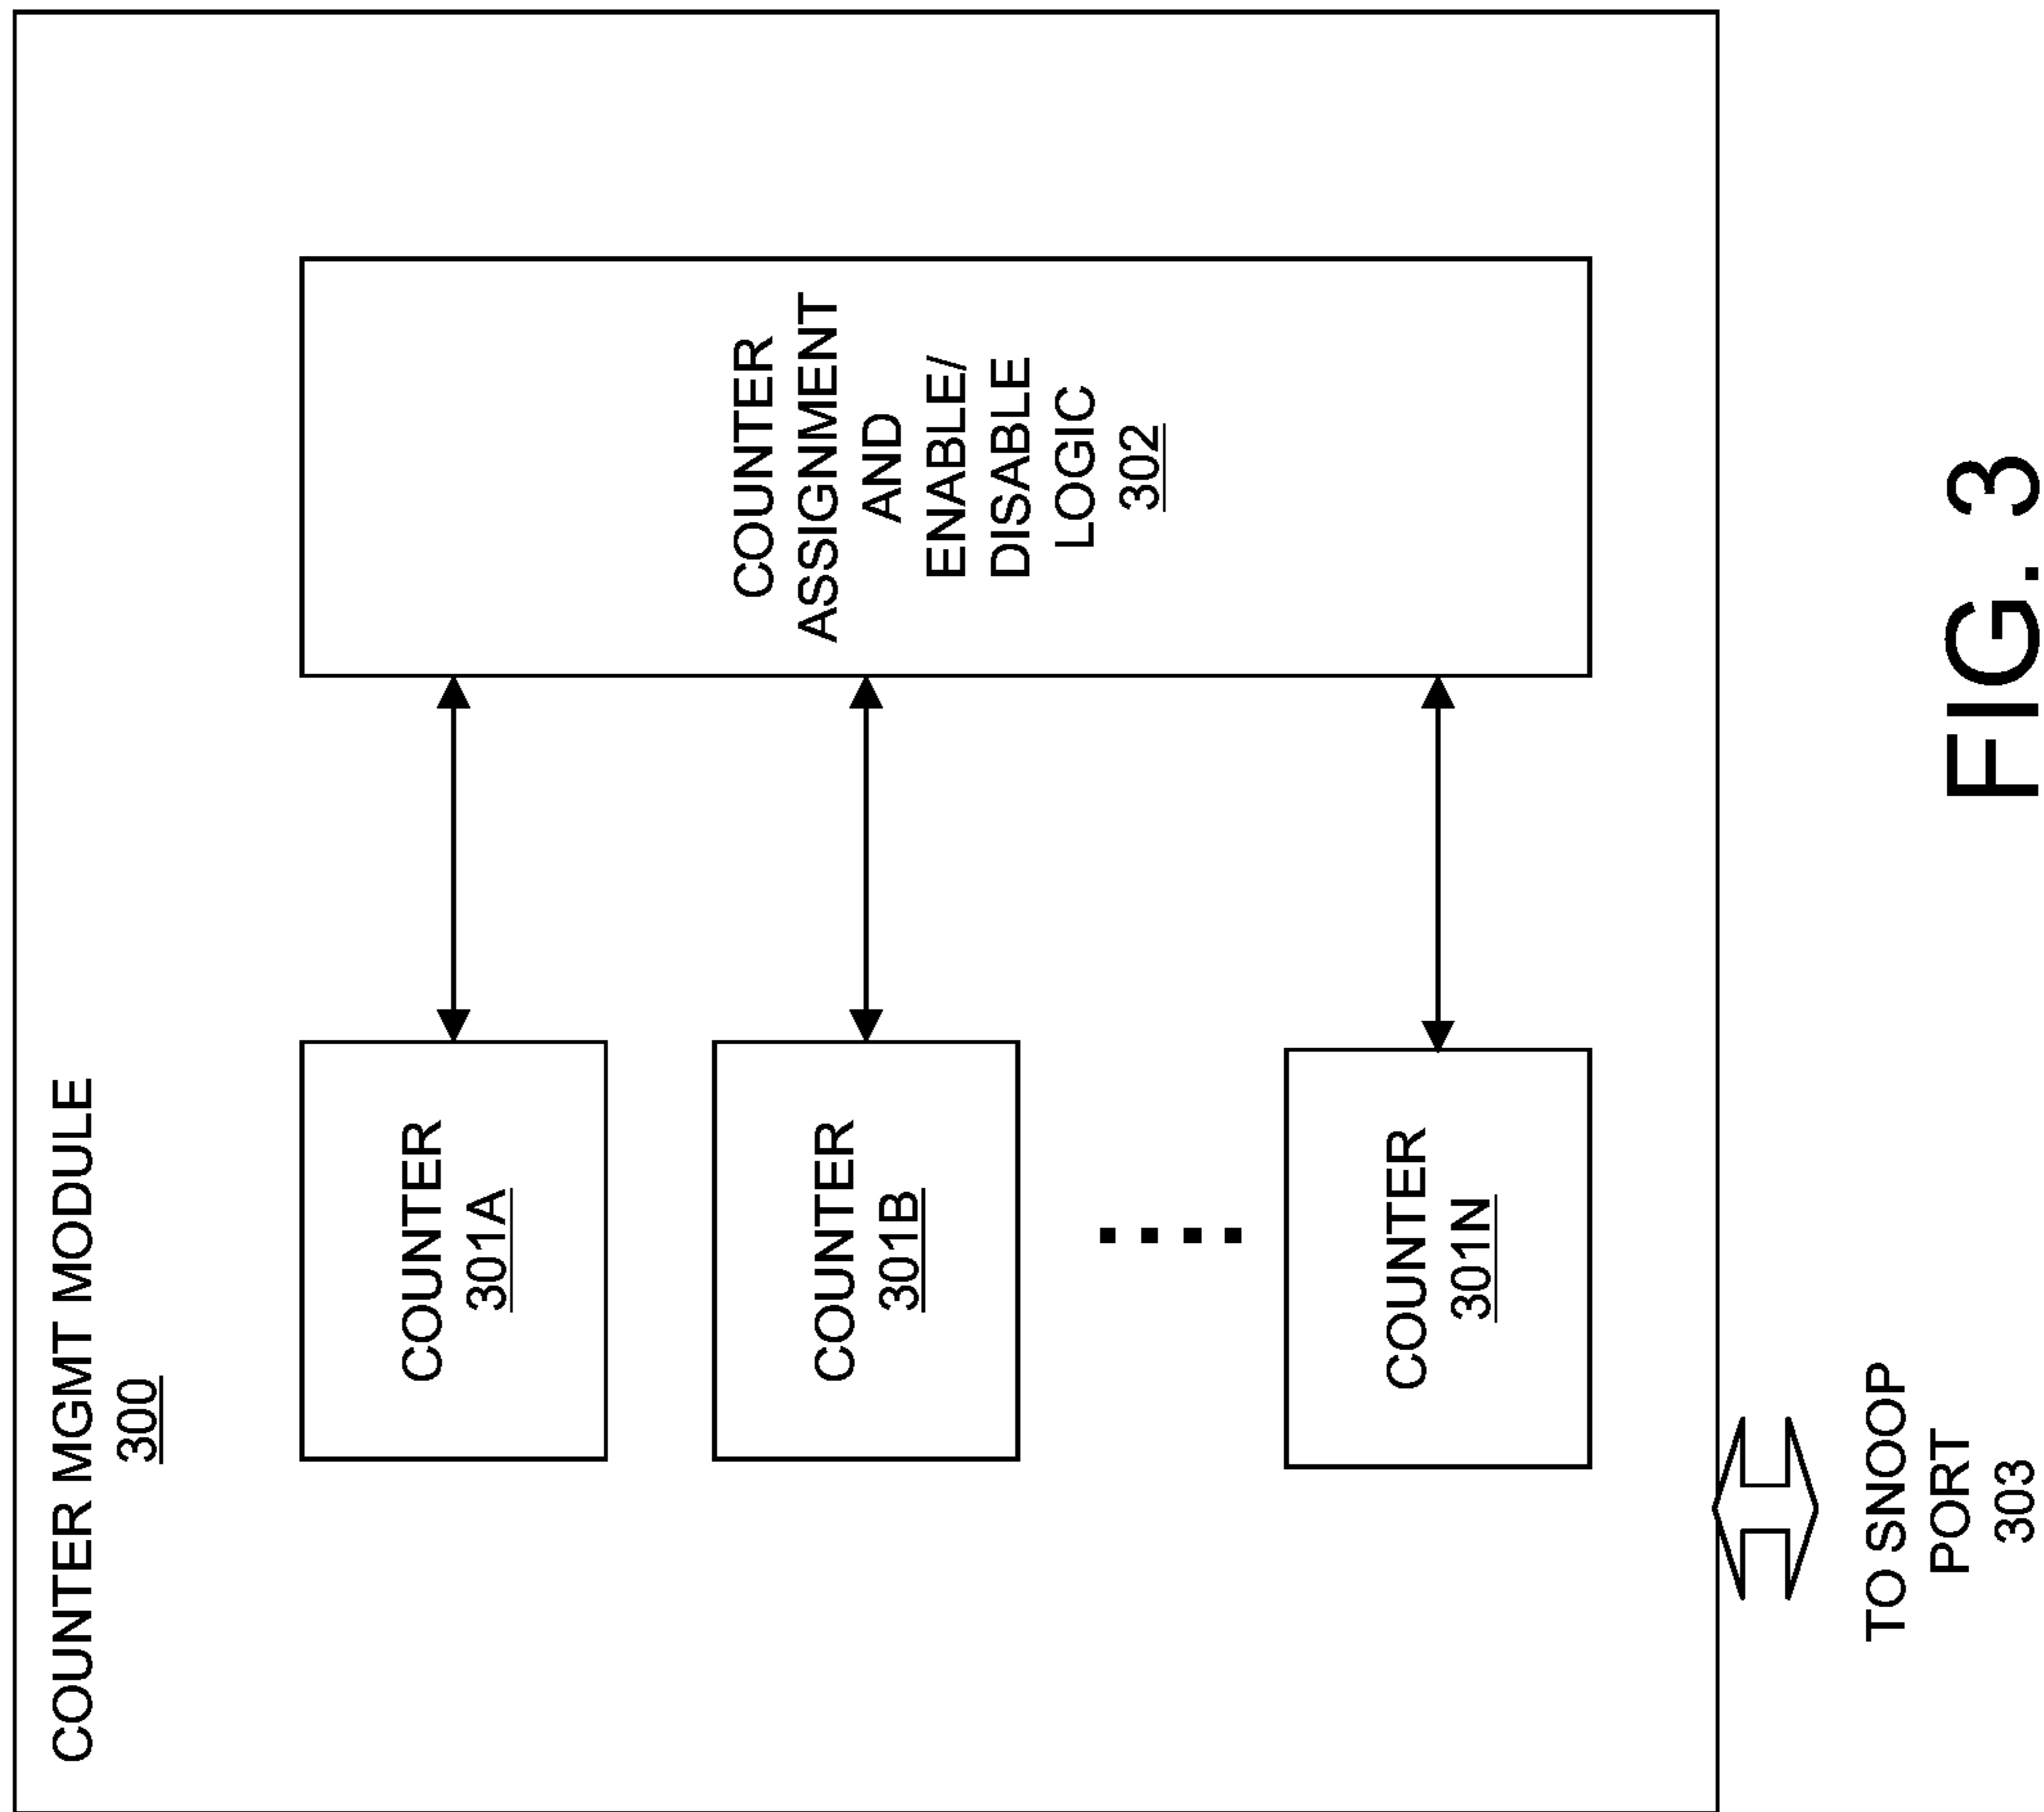 COUNTER MGMT MODULE
300
COUNTER
301A
COUNTER
301B
COUNTER
301N
COUNTER
ASSIGNMENT
AND
ENABLE/
DISABLE
LOGIC
302
TO SNOOP
PORT
303
FIG. 3